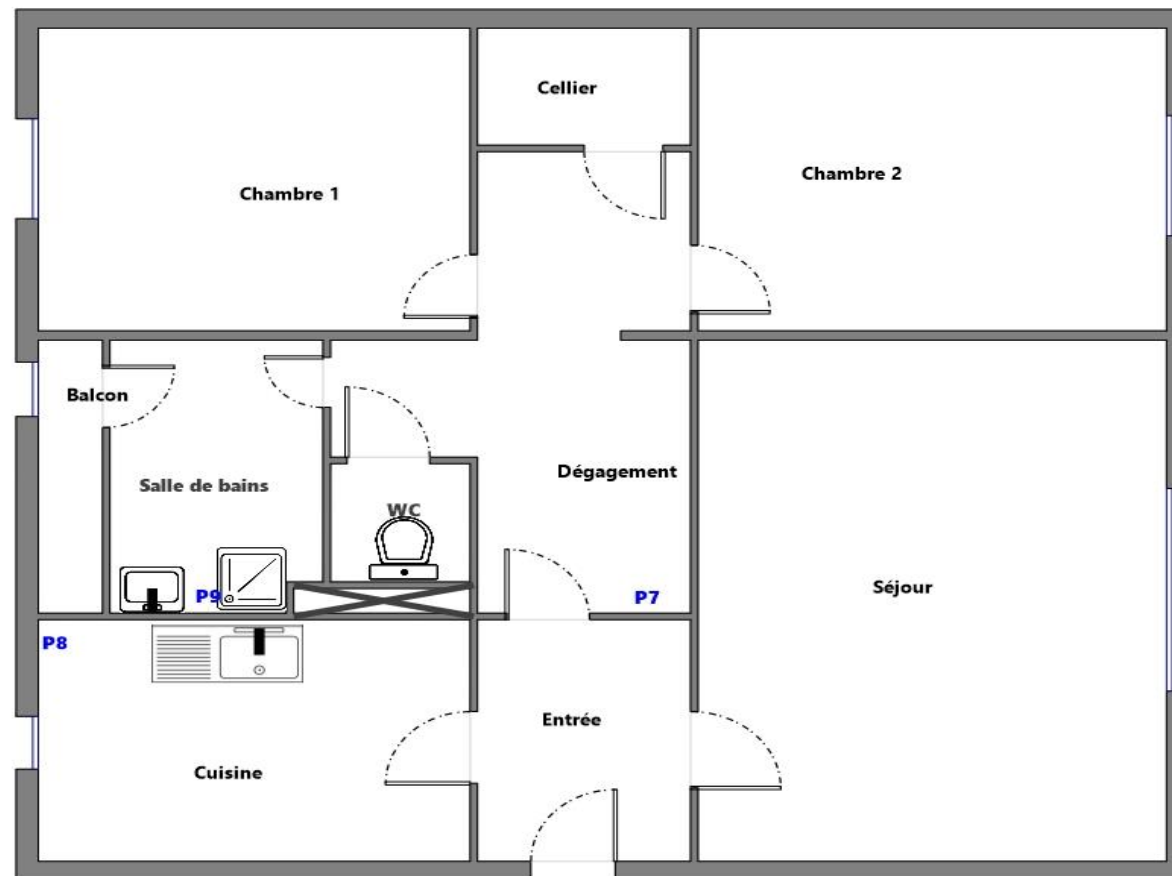 Cellier
Chambre 2
Chambre 1
Balcon
Dégagement
Salle de bains
WC
Séjour
P9
P7
P8
Entrée
Cuisine